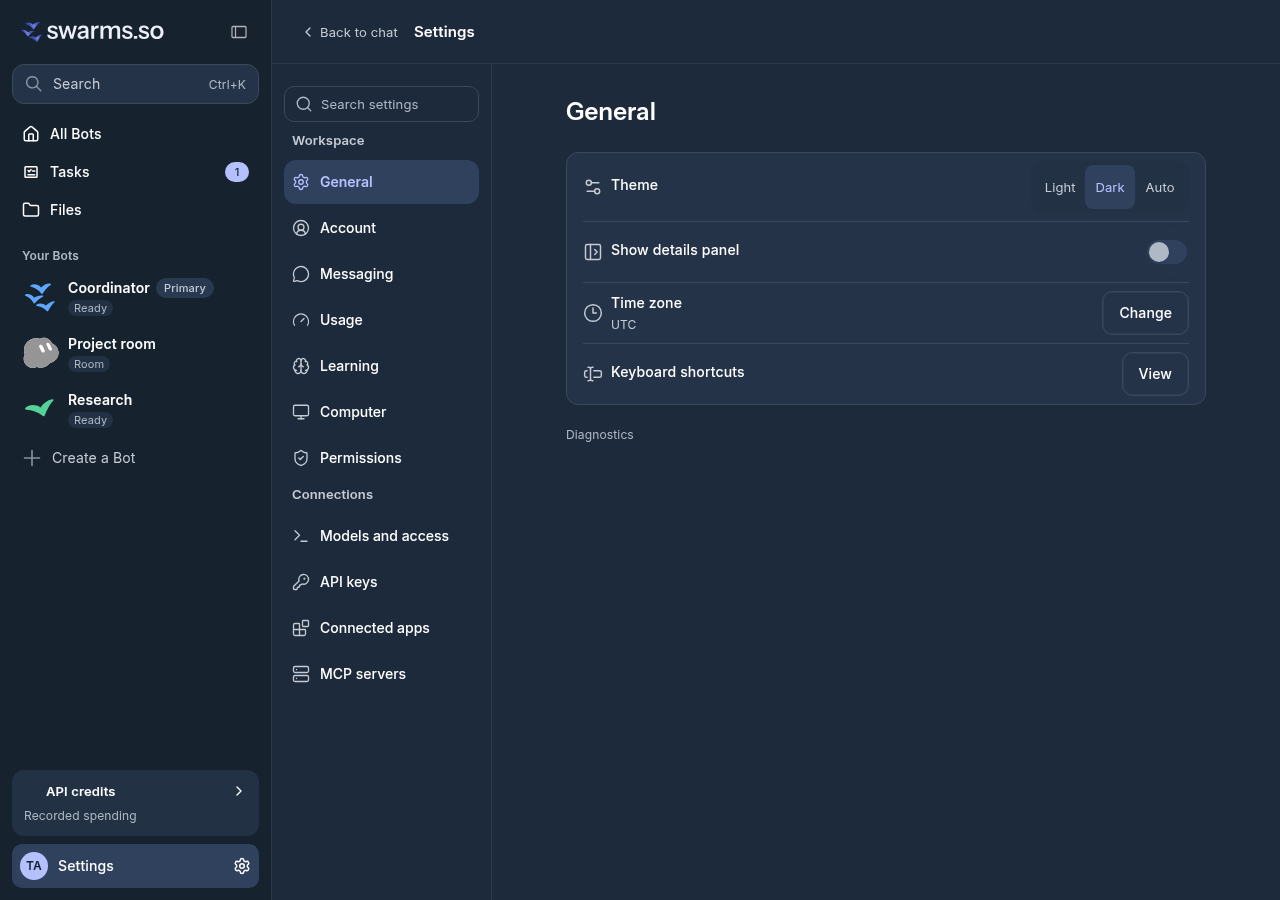 swarms.so
Search Ctrl+K
All Bots
Tasks 1
Files
Your Bots
Coordinator Primary
Ready
Project room
Room
Research
Ready
Create a Bot
API credits
Recorded spending
TA Settings
Back to chat Settings
Search settings
Workspace
General
Account
Messaging
Usage
Learning
Computer
Permissions
Connections
Models and access
API keys
Connected apps
MCP servers
General
Theme Light Dark Auto
Show details panel
Time zone
UTC
Change
Keyboard shortcuts View
Diagnostics